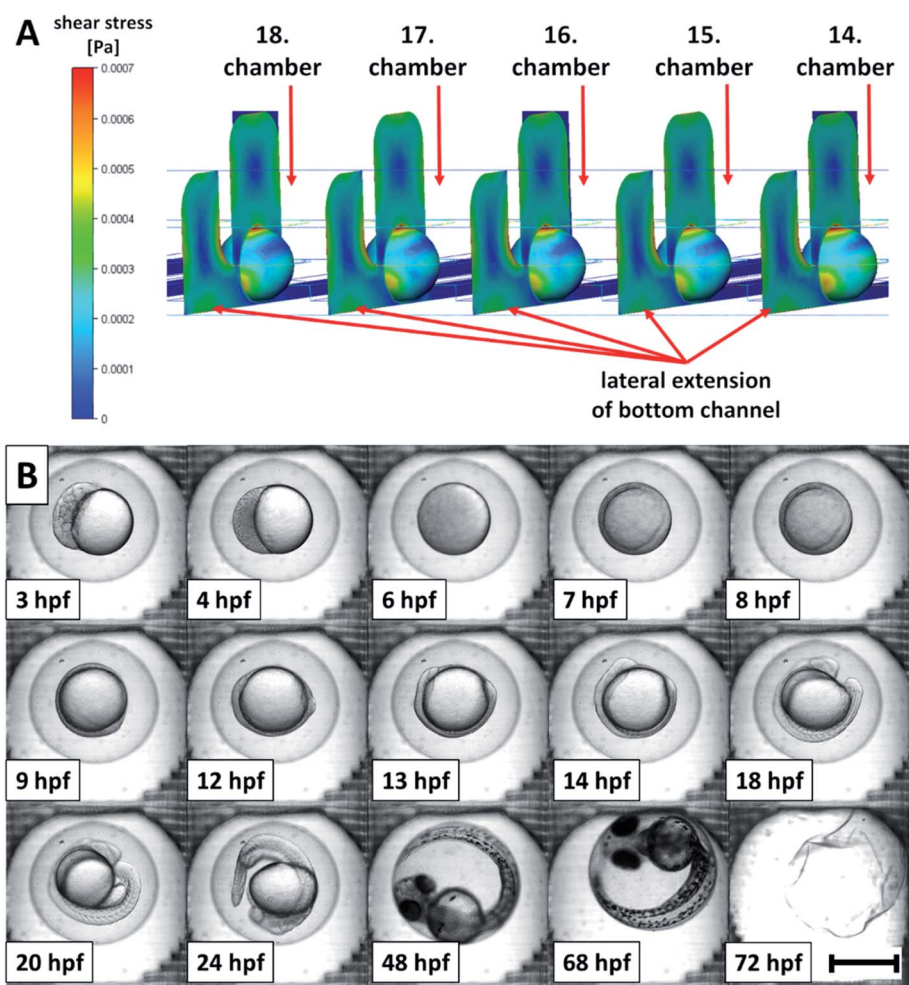 A
shear stress
[Pa]
0.0007
0.0006
0.0005
0.0004
0.0003
0.0002
0.0001
0
18.
chamber
17.
chamber
16.
chamber
15.
chamber
14.
chamber
lateral extension
of bottom channel
B
3 hpf
4 hpf
6 hpf
7 hpf
8 hpf
9 hpf
12 hpf
13 hpf
14 hpf
18 hpf
20 hpf
24 hpf
48 hpf
68 hpf
72 hpf